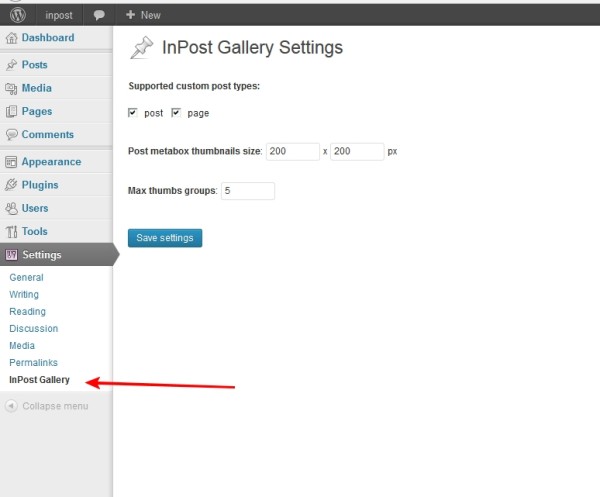 inpost + New
Dashboard
Posts
Media
Pages
Comments
Appearance
Plugins
Users
Tools
Settings
General
Writing
Reading
Discussion
Media
Permalinks
InPost Gallery
Collapse menu
InPost Gallery Settings
Supported custom post types:
post page
Post metabox thumbnails size: 200 x 200 px
Max thumbs groups: 5
Save settings